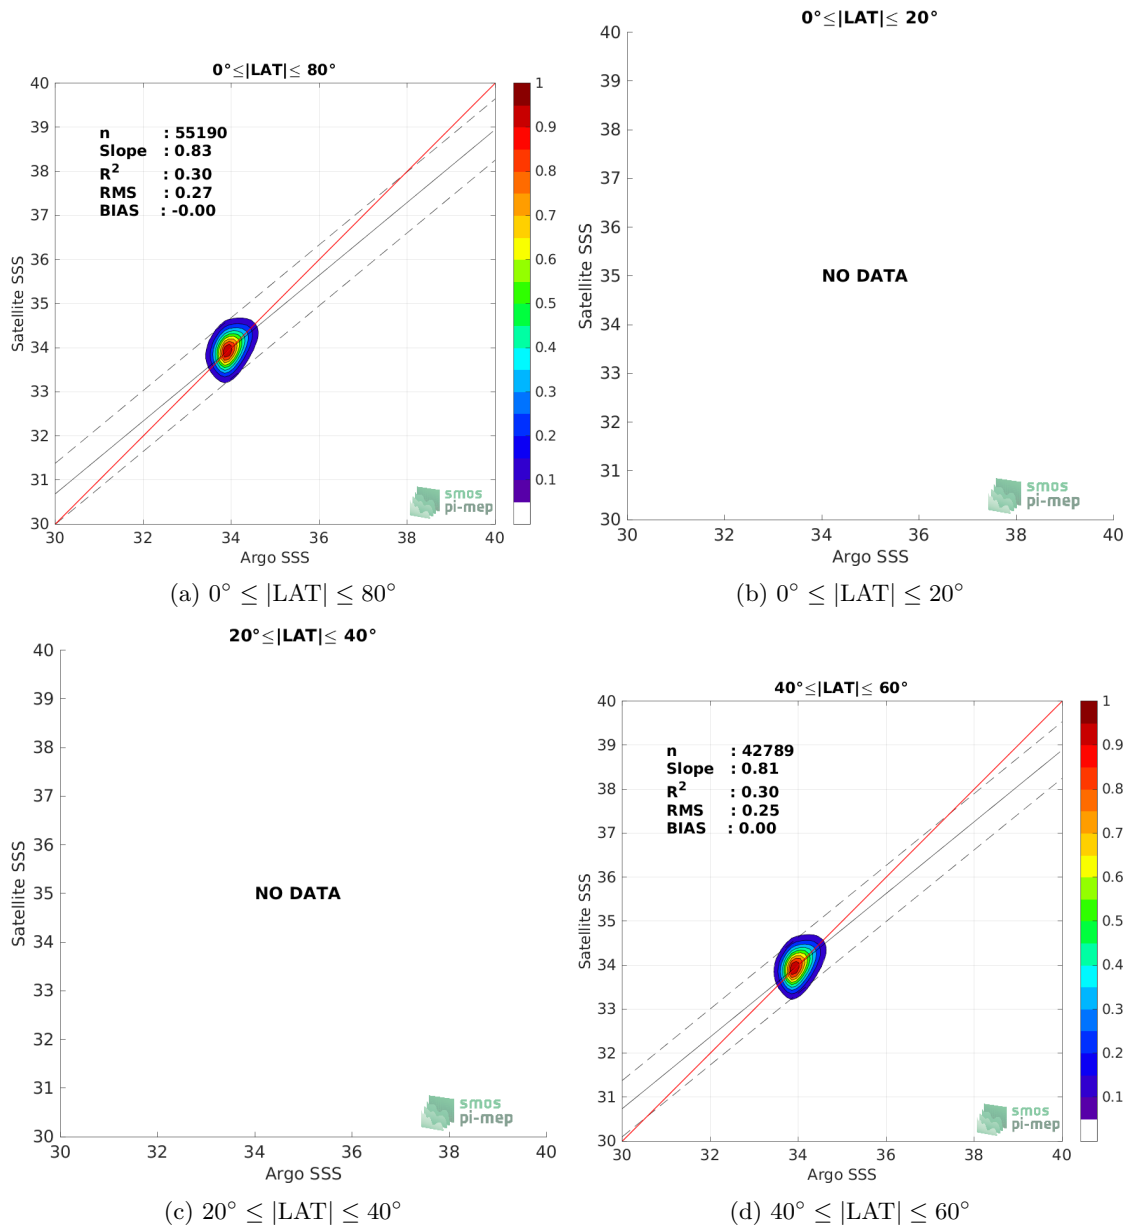 0°≤|LAT|≤ 80°
n : 55190
Slope : 0.83
R² : 0.30
RMS : 0.27
BIAS : -0.00
40
39
38
37
36
35
34
33
32
31
30
30 32 34 36 38 40
Satellite SSS
Argo SSS
1
0.9
0.8
0.7
0.6
0.5
0.4
0.3
0.2
0.1
smos
pi-mep
(a) 0° ≤ |LAT| ≤ 80°
0°≤|LAT|≤ 20°
40
39
38
37
36
35
34
33
32
31
30
30 32 34 36 38 40
Satellite SSS
NO DATA
Argo SSS
smos
pi-mep
(b) 0° ≤ |LAT| ≤ 20°
20°≤|LAT|≤ 40°
40
39
38
37
36
35
34
33
32
31
30
30 32 34 36 38 40
Satellite SSS
NO DATA
Argo SSS
smos
pi-mep
(c) 20° ≤ |LAT| ≤ 40°
40°≤|LAT|≤ 60°
n : 42789
Slope : 0.81
R² : 0.30
RMS : 0.25
BIAS : 0.00
40
39
38
37
36
35
34
33
32
31
30
30 32 34 36 38 40
Satellite SSS
Argo SSS
1
0.9
0.8
0.7
0.6
0.5
0.4
0.3
0.2
0.1
smos
pi-mep
(d) 40° ≤ |LAT| ≤ 60°